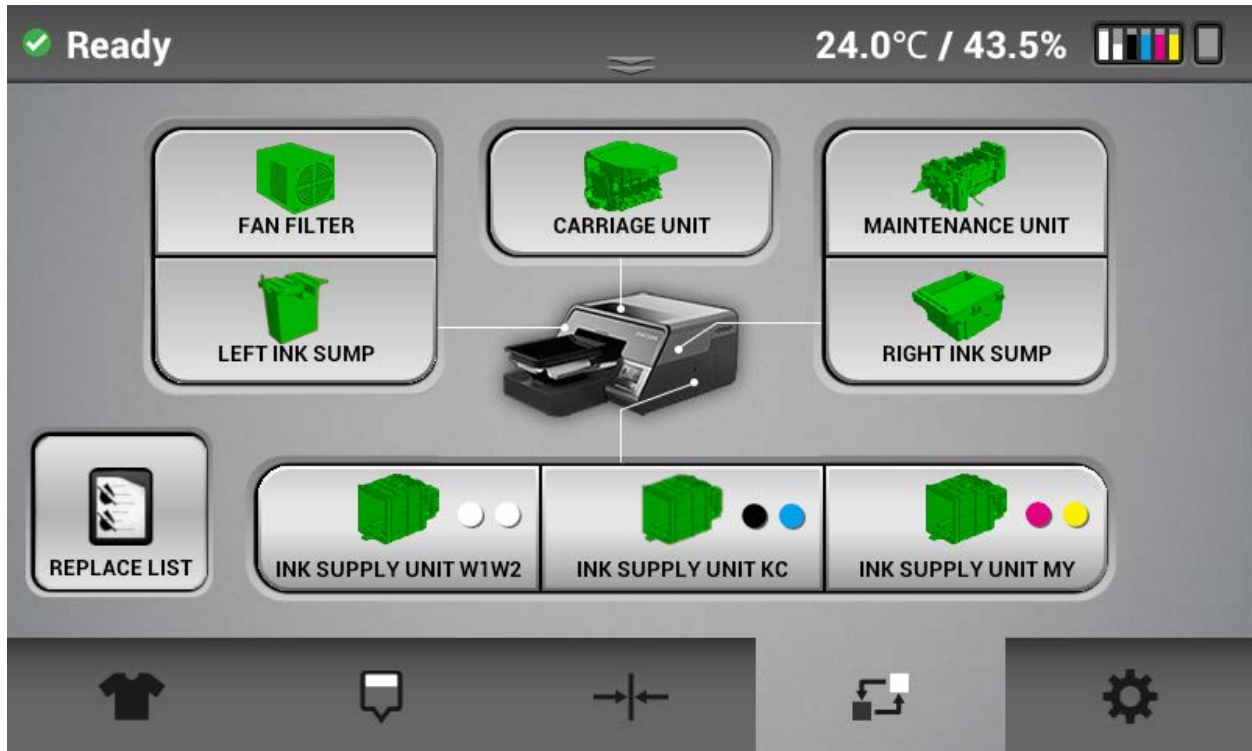 Ready
24.0°C / 43.5%
FAN FILTER
CARRIAGE UNIT
MAINTENANCE UNIT
LEFT INK SUMP
RIGHT INK SUMP
REPLACE LIST
INK SUPPLY UNIT W1W2
INK SUPPLY UNIT KC
INK SUPPLY UNIT MY